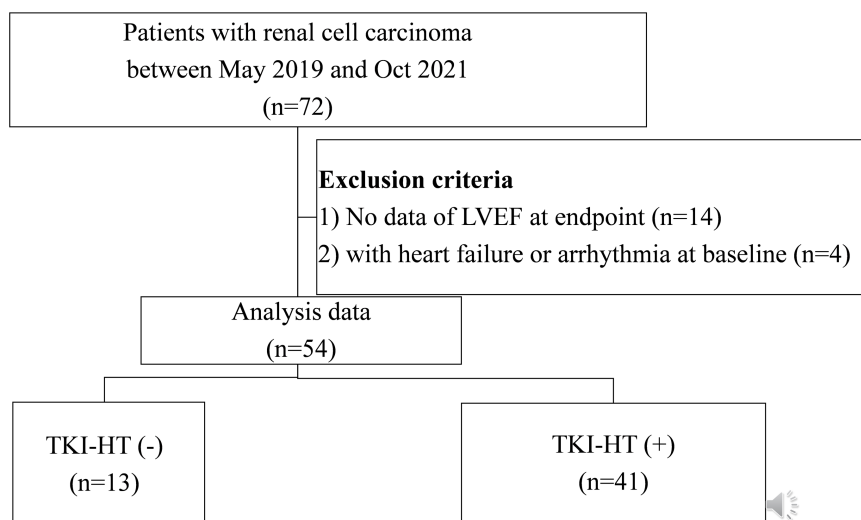 Patients with renal cell carcinoma
between May 2019 and Oct 2021
(n=72)
Exclusion criteria
1) No data of LVEF at endpoint (n=14)
2) with heart failure or arrhythmia at baseline (n=4)
Analysis data
(n=54)
TKI-HT (-)
(n=13)
TKI-HT (+)
(n=41)